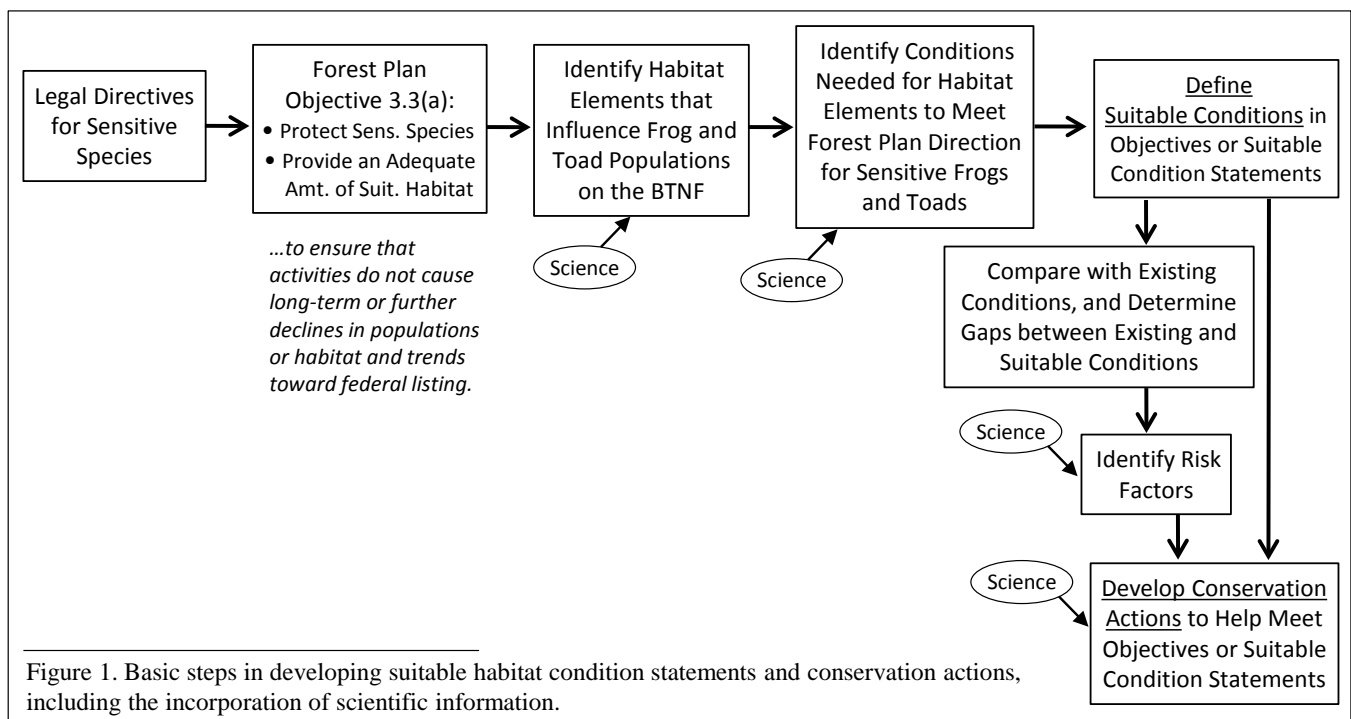 Legal Directives
for Sensitive
Species
Forest Plan
Objective 3.3(a):
• Protect Sens. Species
• Provide an Adequate
Amt. of Suit. Habitat
…to ensure that
activities do not cause
long-term or further
declines in populations
or habitat and trends
toward federal listing.
Identify Habitat
Elements that
Influence Frog and
Toad Populations
on the BTNF
Science
Identify Conditions
Needed for Habitat
Elements to Meet
Forest Plan Direction
for Sensitive Frogs
and Toads
Science
Define
Suitable Conditions in
Objectives or Suitable
Condition Statements
Compare with Existing
Conditions, and Determine
Gaps between Existing and
Suitable Conditions
Science
Identify Risk
Factors
Science
Develop Conservation
Actions to Help Meet
Objectives or Suitable
Condition Statements
Figure 1. Basic steps in developing suitable habitat condition statements and conservation actions,
including the incorporation of scientific information.